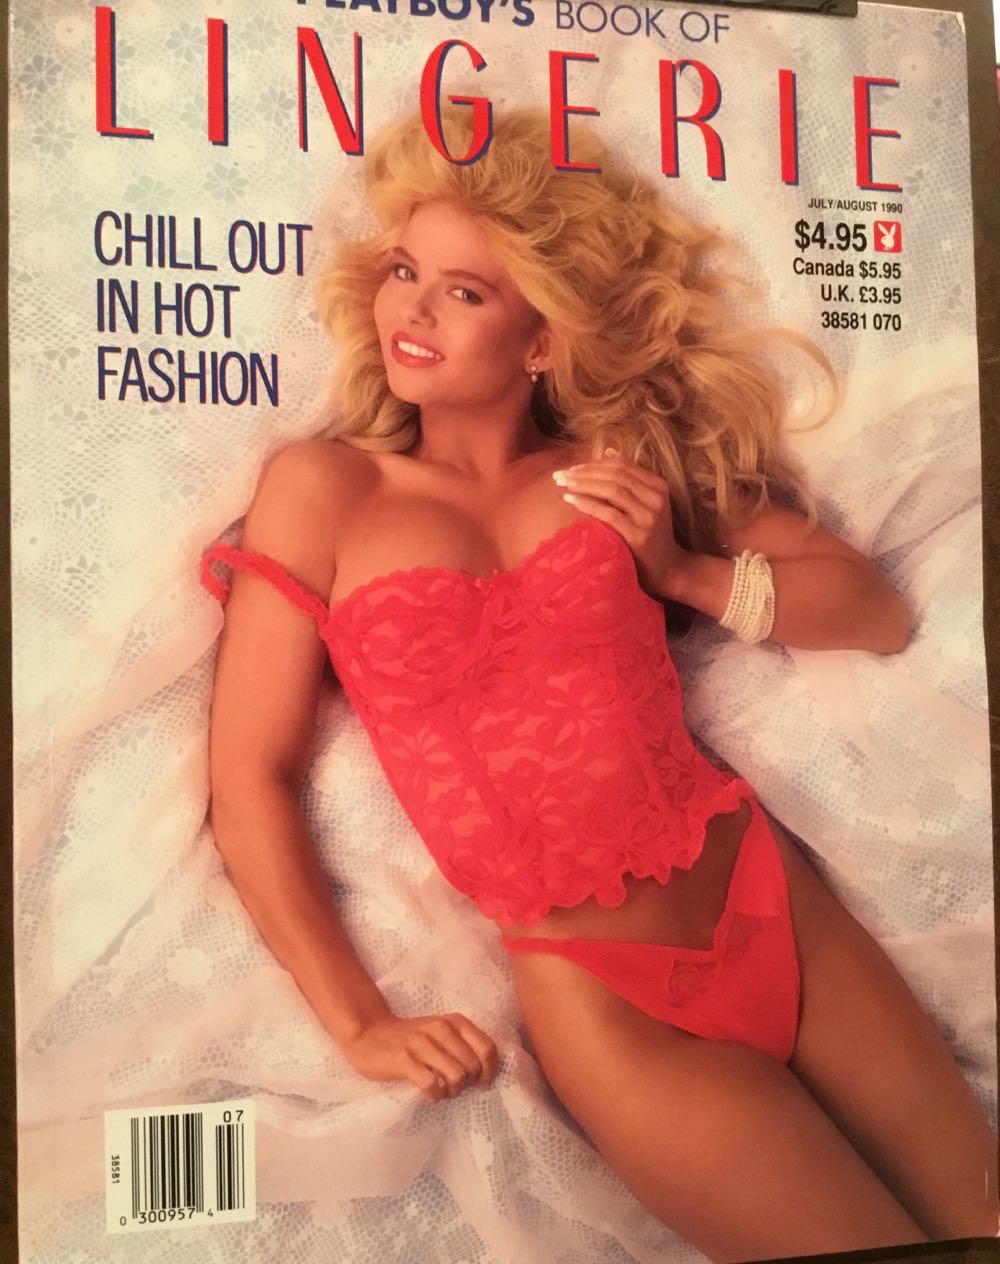 PLAYBOY'S BOOK OF
LINGERIE
JULY/AUGUST 1990
$4.95
Canada $5.95
U.K. £3.95
38581 070
CHILL OUT
IN HOT
FASHION
07
38581
0 300957 4